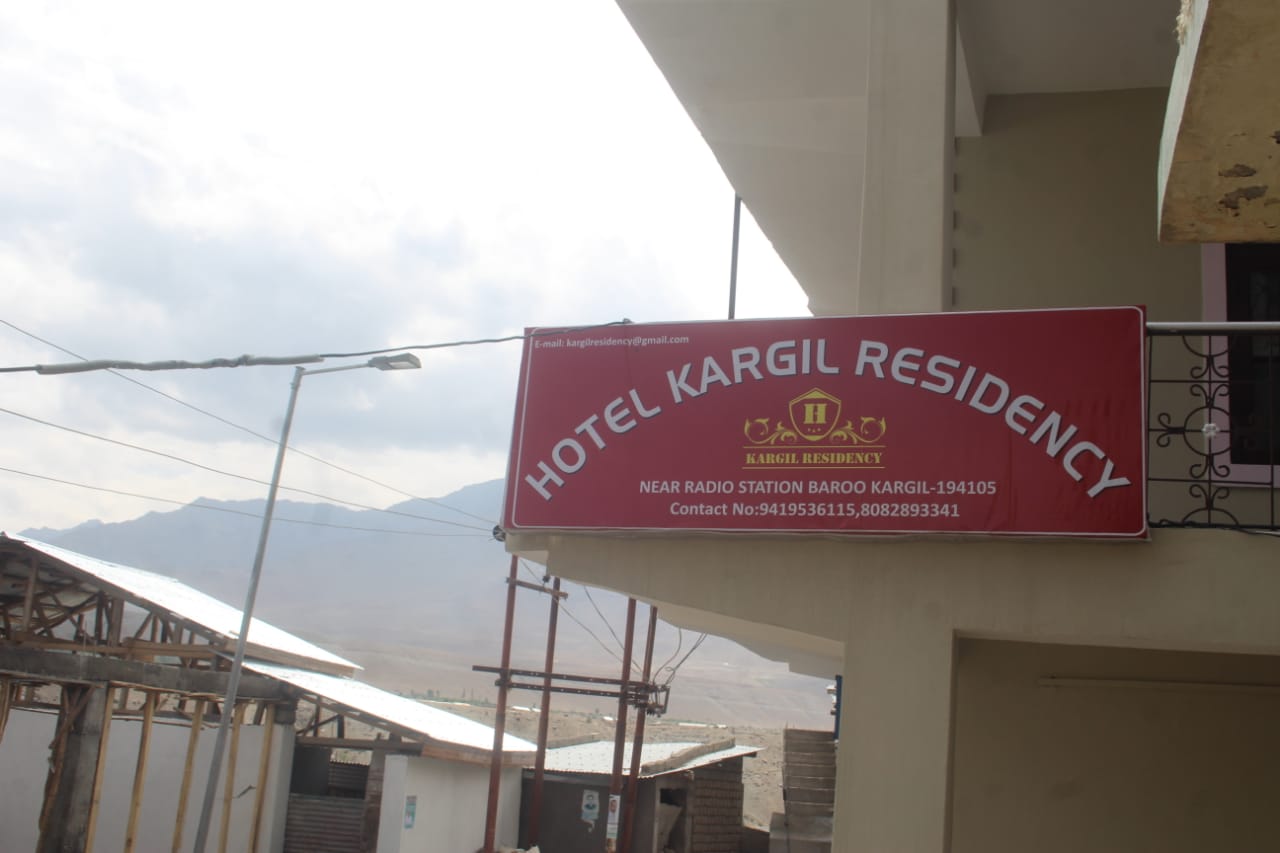 E-mail: kargilresidency@gmail.com
HOTEL KARGIL RESIDENCY
H
KARGIL RESIDENCY
NEAR RADIO STATION BAROO KARGIL-194105
Contact No:9419536115,8082893341